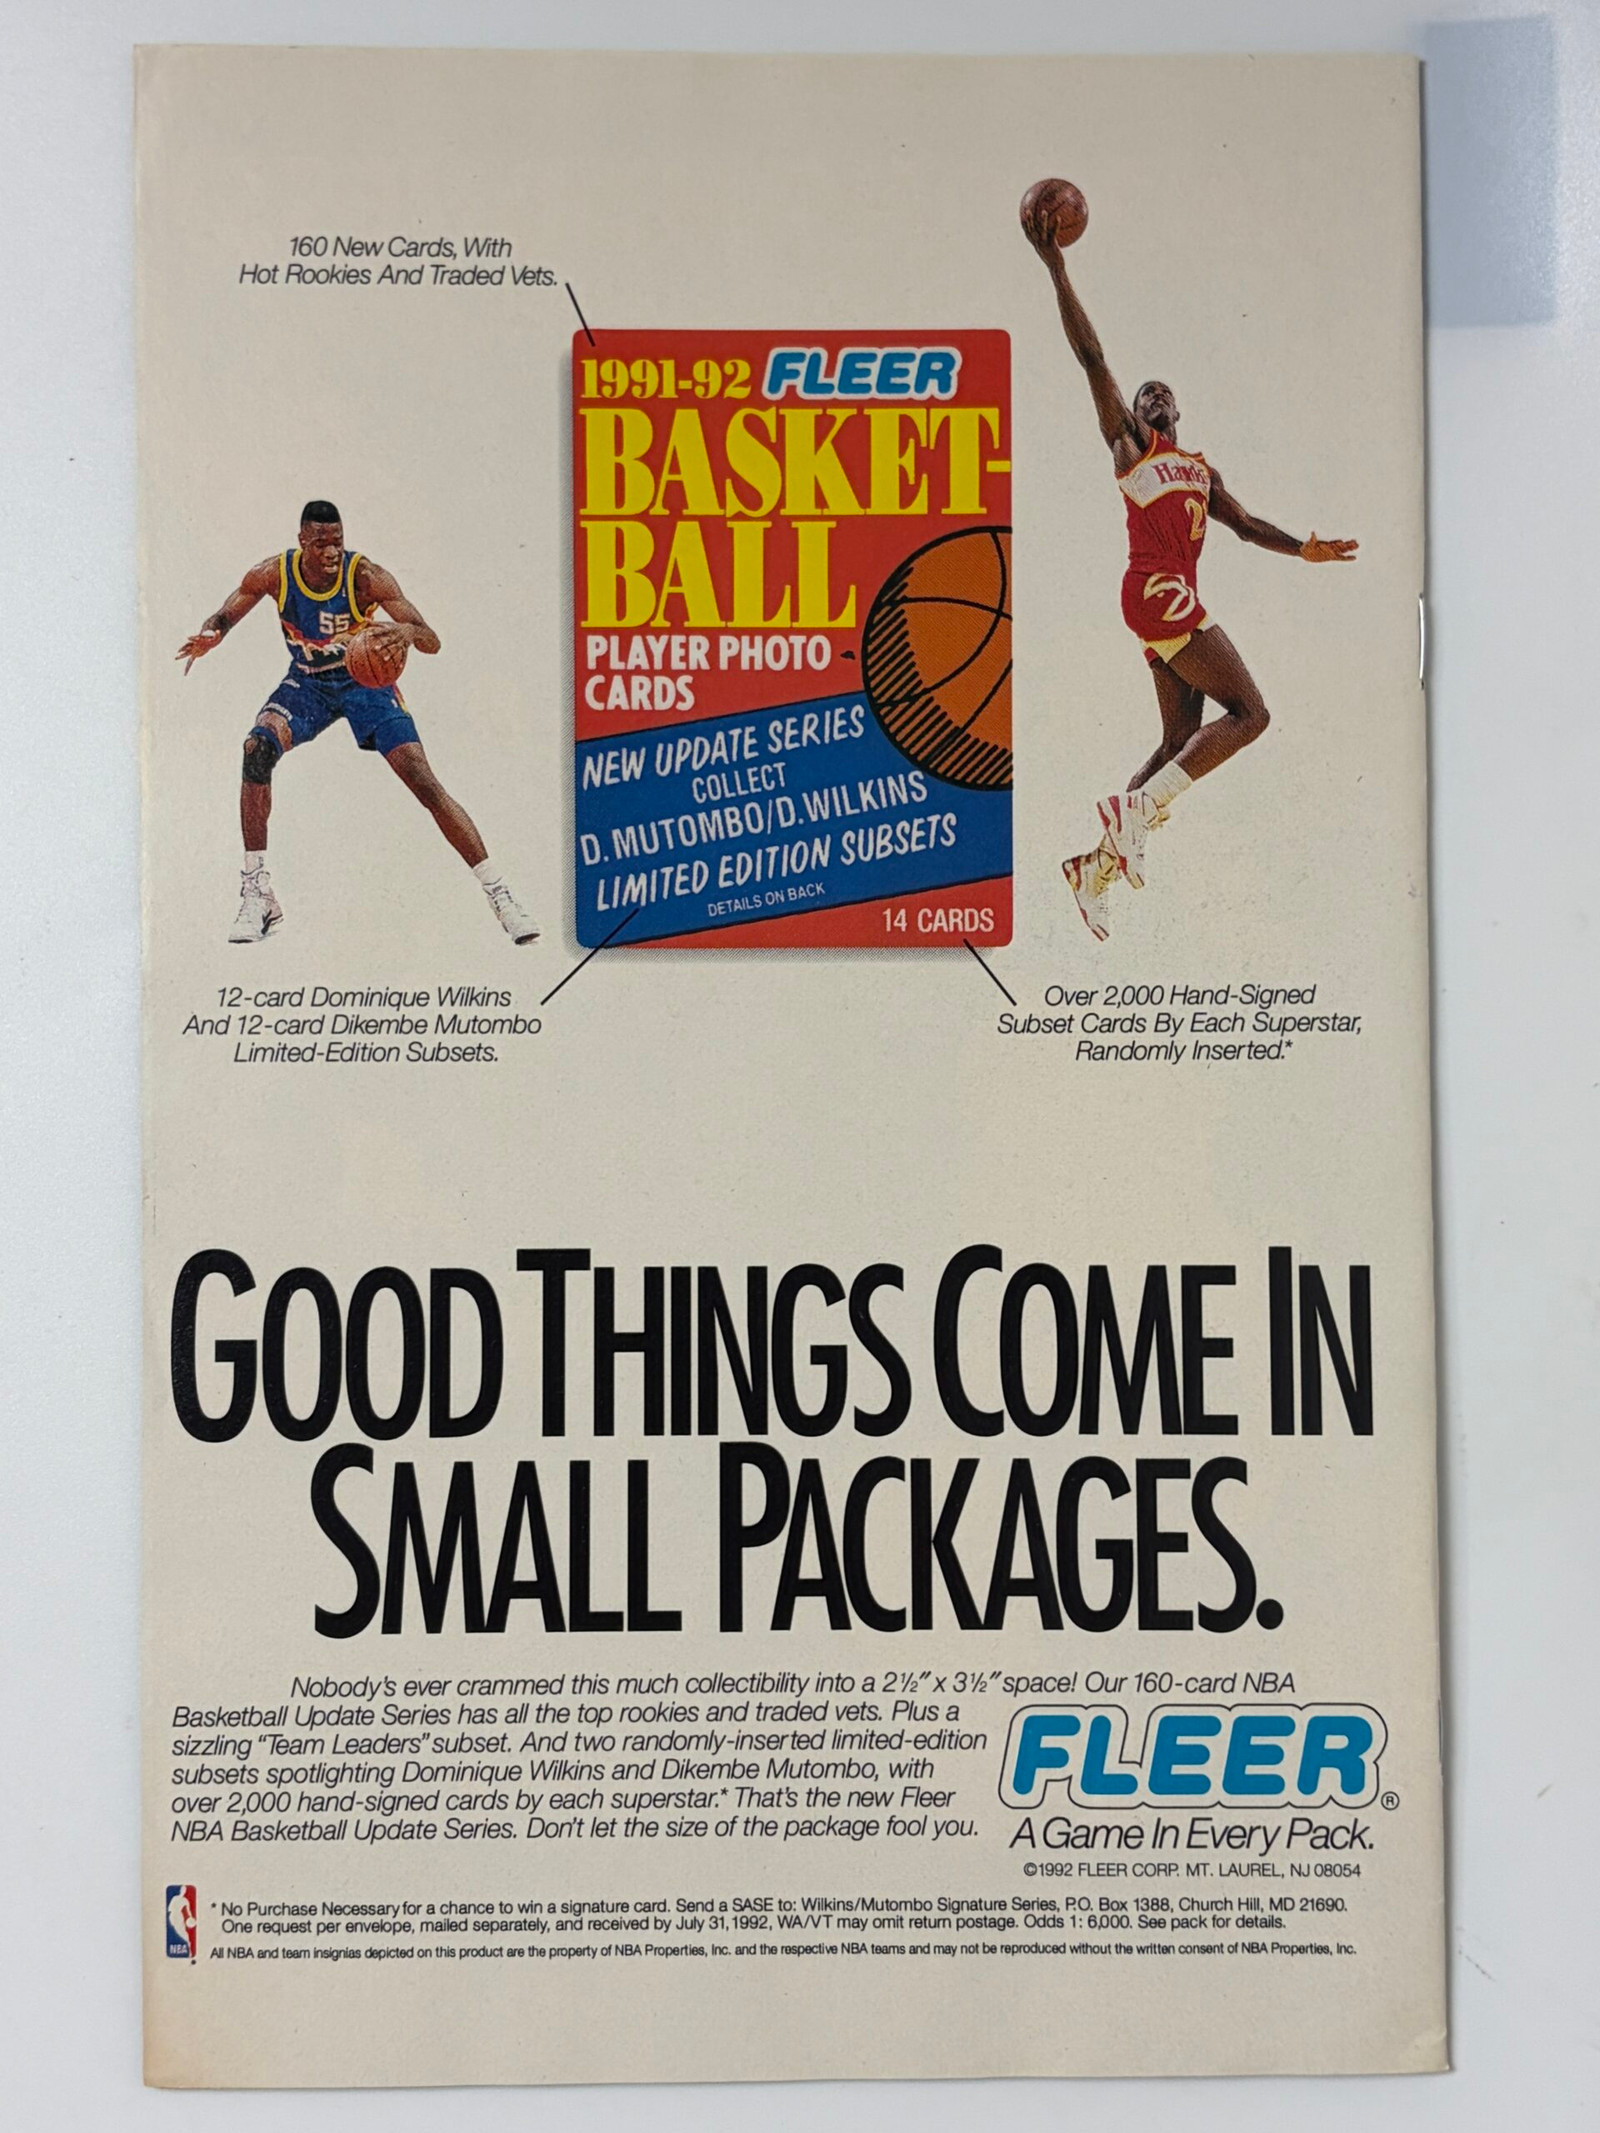 160 New Cards, With
Hot Rookies And Traded Vets.
1991-92 FLEER
BASKET-
BALL
PLAYER PHOTO
CARDS
NEW UPDATE SERIES
COLLECT
D. MUTOMBO/D. WILKINS
LIMITED EDITION SUBSETS
DETAILS ON BACK
14 CARDS
55
Hawks
2
12-card Dominique Wilkins
And 12-card Dikembe Mutombo
Limited-Edition Subsets.
Over 2,000 Hand-Signed
Subset Cards By Each Superstar,
Randomly Inserted.*
GOOD THINGS COME IN
SMALL PACKAGES.
Nobody's ever crammed this much collectibility into a 2½" x 3½" space! Our 160-card NBA
Basketball Update Series has all the top rookies and traded vets. Plus a
sizzling "Team Leaders" subset. And two randomly-inserted limited-edition
subsets spotlighting Dominique Wilkins and Dikembe Mutombo, with
over 2,000 hand-signed cards by each superstar.* That's the new Fleer
NBA Basketball Update Series. Don't let the size of the package fool you.
FLEER®
A Game In Every Pack.
©1992 FLEER CORP. MT. LAUREL, NJ 08054
* No Purchase Necessary for a chance to win a signature card. Send a SASE to: Wilkins/Mutombo Signature Series, P.O. Box 1388, Church Hill, MD 21690.
One request per envelope, mailed separately, and received by July 31, 1992, WA/VT may omit return postage. Odds 1: 6,000. See pack for details.
NBA
All NBA and team insignias depicted on this product are the property of NBA Properties, Inc. and the respective NBA teams and may not be reproduced without the written consent of NBA Properties, Inc.